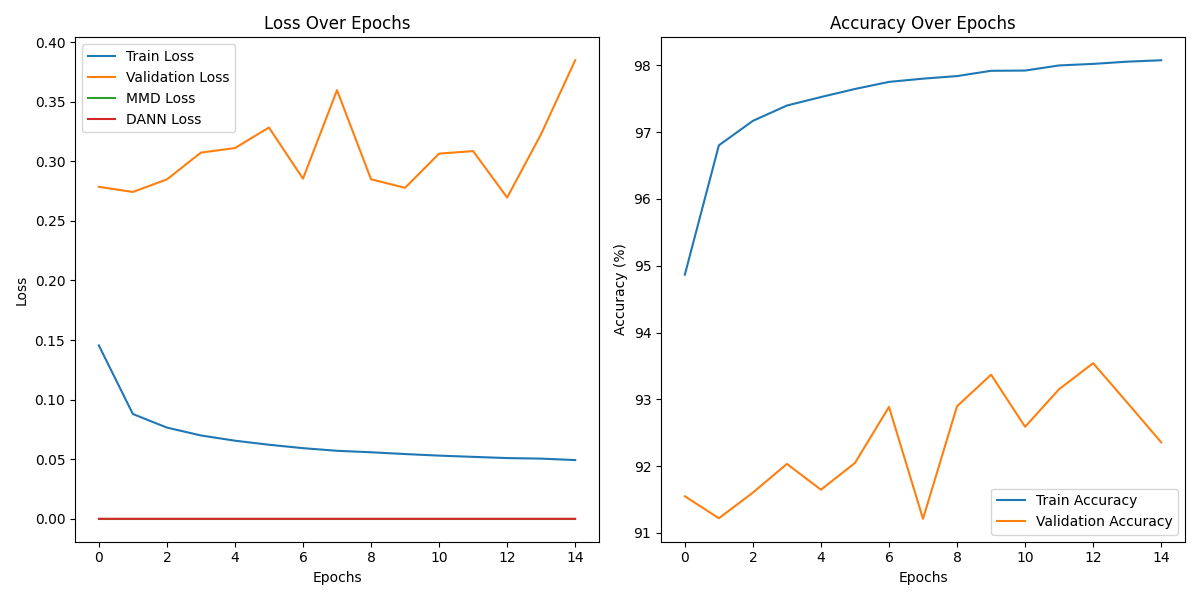 Loss Over Epochs
0.40
0.35
0.30
0.25
0.20
0.15
0.10
0.05
0.00
Loss
Train Loss
Validation Loss
MMD Loss
DANN Loss
0 2 4 6 8 10 12 14
Epochs
Accuracy Over Epochs
98
97
96
95
94
93
92
91
Accuracy (%)
Train Accuracy
Validation Accuracy
0 2 4 6 8 10 12 14
Epochs